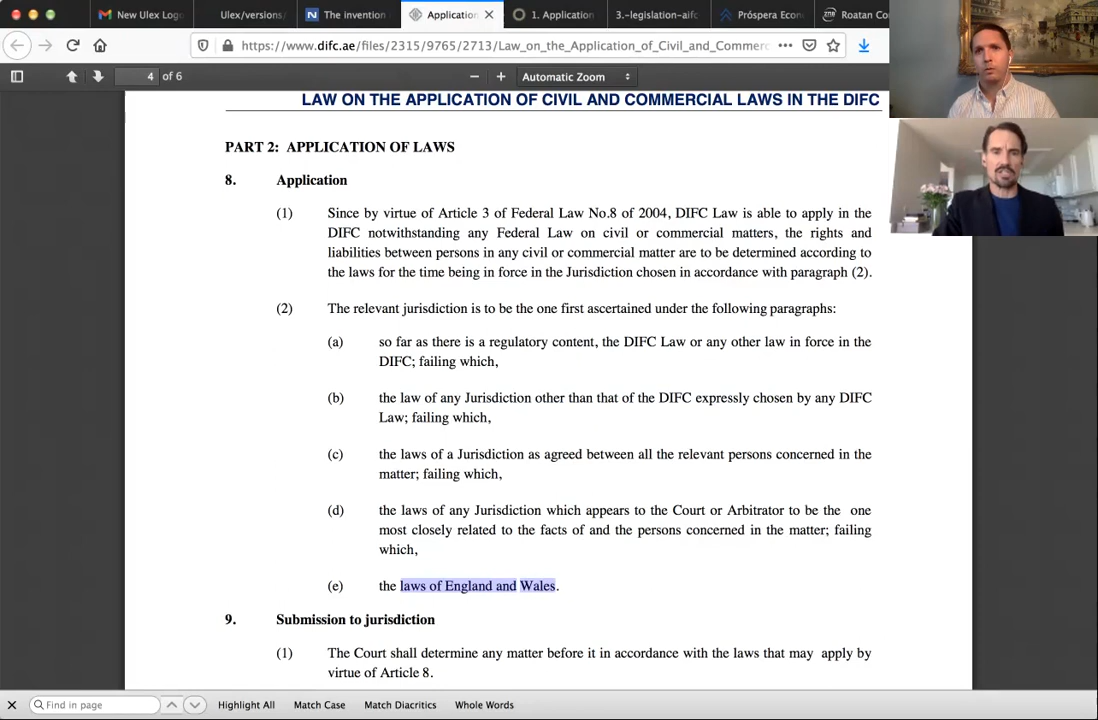 New Ulex Logo
Ulex/versions/
The invention
Application
1. Application
3.-legislation-aifc
Próspera Econ
Roatan Co
https://www.difc.ae/files/2315/9765/2713/Law_on_the_Application_of_Civil_and_Commerc
4 of 6
Automatic Zoom
LAW ON THE APPLICATION OF CIVIL AND COMMERCIAL LAWS IN THE DIFC
PART 2: APPLICATION OF LAWS
8. Application
(1) Since by virtue of Article 3 of Federal Law No.8 of 2004, DIFC Law is able to apply in the
DIFC notwithstanding any Federal Law on civil or commercial matters, the rights and
liabilities between persons in any civil or commercial matter are to be determined according to
the laws for the time being in force in the Jurisdiction chosen in accordance with paragraph (2).
(2) The relevant jurisdiction is to be the one first ascertained under the following paragraphs:
(a) so far as there is a regulatory content, the DIFC Law or any other law in force in the
DIFC; failing which,
(b) the law of any Jurisdiction other than that of the DIFC expressly chosen by any DIFC
Law; failing which,
(c) the laws of a Jurisdiction as agreed between all the relevant persons concerned in the
matter; failing which,
(d) the laws of any Jurisdiction which appears to the Court or Arbitrator to be the one
most closely related to the facts of and the persons concerned in the matter; failing
which,
(e) the laws of England and Wales.
9. Submission to jurisdiction
(1) The Court shall determine any matter before it in accordance with the laws that may apply by
virtue of Article 8.
Find in page
Highlight All
Match Case
Match Diacritics
Whole Words